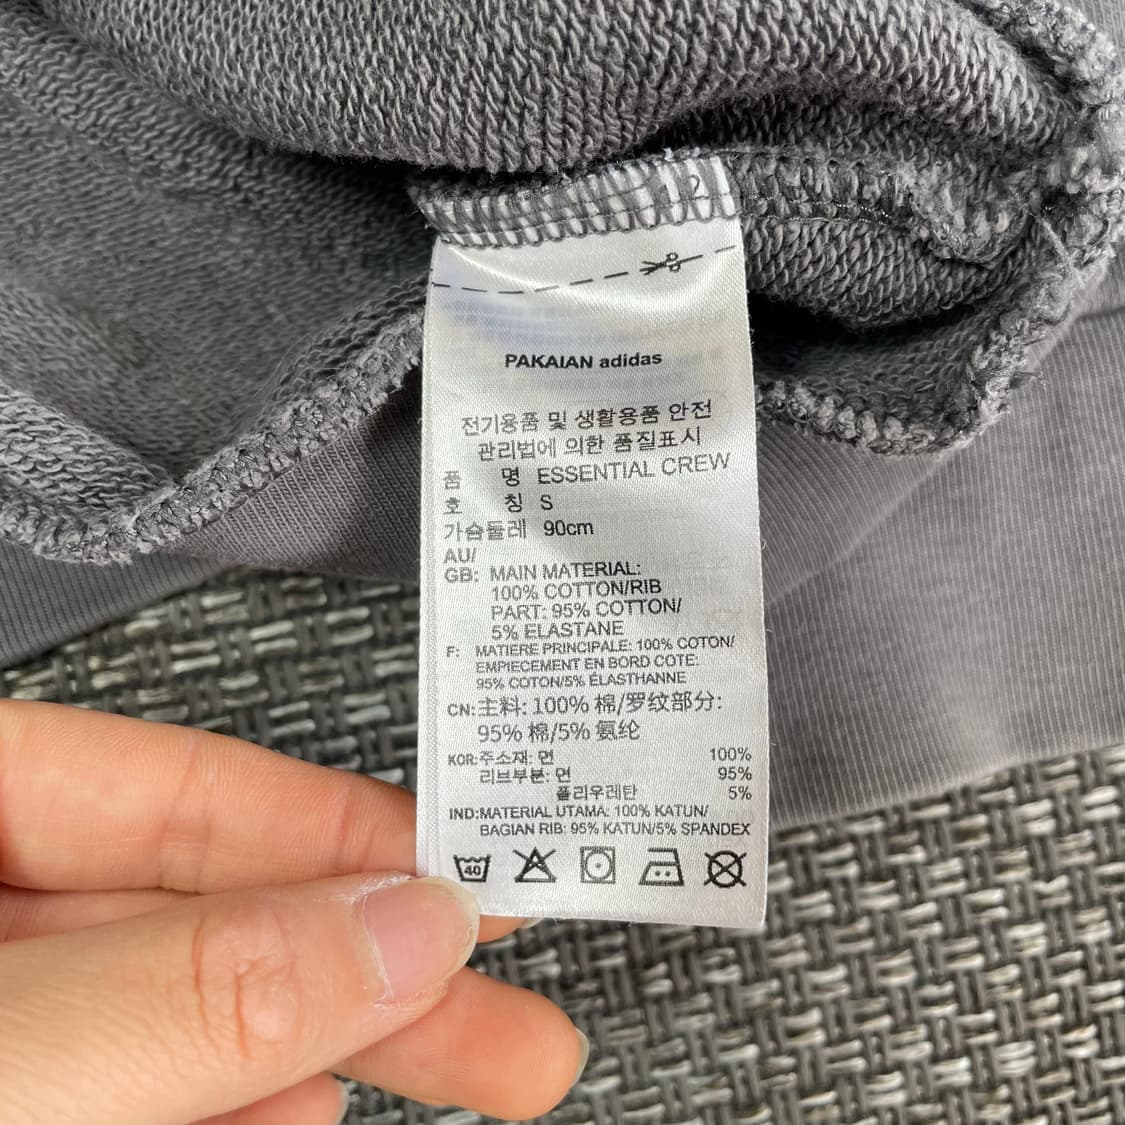 2
PAKAIAN adidas
전기용품 및 생활용품 안전
관리법에 의한 품질표시
품 명 ESSENTIAL CREW
호 칭 S
가슴둘레 90cm
AU/
GB: MAIN MATERIAL:
100% COTTON/RIB
PART: 95% COTTON/
5% ELASTANE
F: MATIERE PRINCIPALE: 100% COTON/
EMPIECEMENT EN BORD COTE:
95% COTON/5% ÉLASTHANNE
CN:主料: 100% 棉/罗纹部分:
95% 棉/5% 氨纶
KOR:주소재: 면 100%
리브부분: 면 95%
폴리우레탄 5%
IND:MATERIAL UTAMA: 100% KATUN/
BAGIAN RIB: 95% KATUN/5% SPANDEX
40